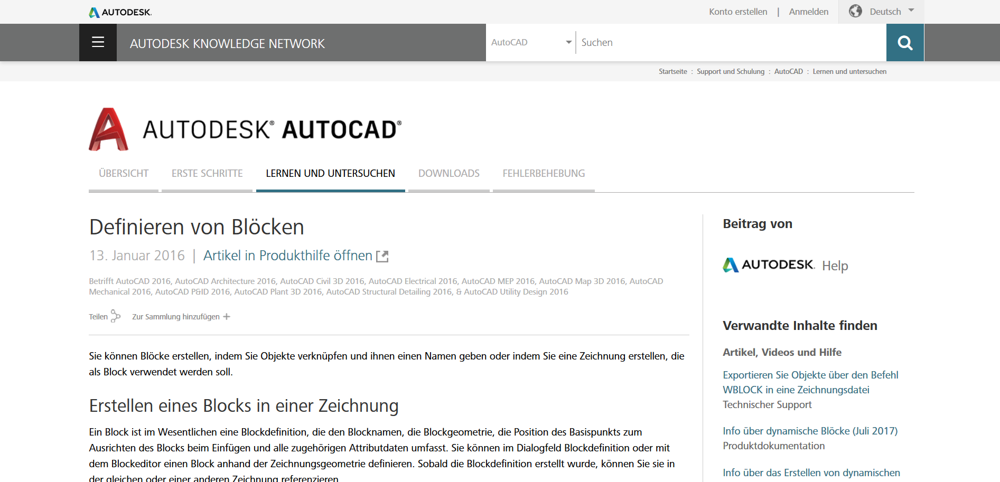 AUTODESK.
Konto erstellen | Anmelden
Deutsch
AUTODESK KNOWLEDGE NETWORK
AutoCAD
Suchen
Startseite : Support und Schulung : AutoCAD : Lernen und untersuchen
AUTODESK® AUTOCAD®
ÜBERSICHT
ERSTE SCHRITTE
LERNEN UND UNTERSUCHEN
DOWNLOADS
FEHLERBEHEBUNG
Definieren von Blöcken
13. Januar 2016 | Artikel in Produkthilfe öffnen
Betrifft AutoCAD 2016, AutoCAD Architecture 2016, AutoCAD Civil 3D 2016, AutoCAD Electrical 2016, AutoCAD MEP 2016, AutoCAD Map 3D 2016, AutoCAD
Mechanical 2016, AutoCAD P&ID 2016, AutoCAD Plant 3D 2016, AutoCAD Structural Detailing 2016, & AutoCAD Utility Design 2016
Teilen
Zur Sammlung hinzufügen +
Sie können Blöcke erstellen, indem Sie Objekte verknüpfen und ihnen einen Namen geben oder indem Sie eine Zeichnung erstellen, die
als Block verwendet werden soll.
Erstellen eines Blocks in einer Zeichnung
Ein Block ist im Wesentlichen eine Blockdefinition, die den Blocknamen, die Blockgeometrie, die Position des Basispunkts zum
Ausrichten des Blocks beim Einfügen und alle zugehörigen Attributdaten umfasst. Sie können im Dialogfeld Blockdefinition oder mit
dem Blockeditor einen Block anhand der Zeichnungsgeometrie definieren. Sobald die Blockdefinition erstellt wurde, können Sie sie in
der gleichen oder einer anderen Zeichnung referenzieren
Beitrag von
AUTODESK. Help
Verwandte Inhalte finden
Artikel, Videos und Hilfe
Exportieren Sie Objekte über den Befehl
WBLOCK in eine Zeichnungsdatei
Technischer Support
Info über dynamische Blöcke (Juli 2017)
Produktdokumentation
Info über das Erstellen von dynamischen